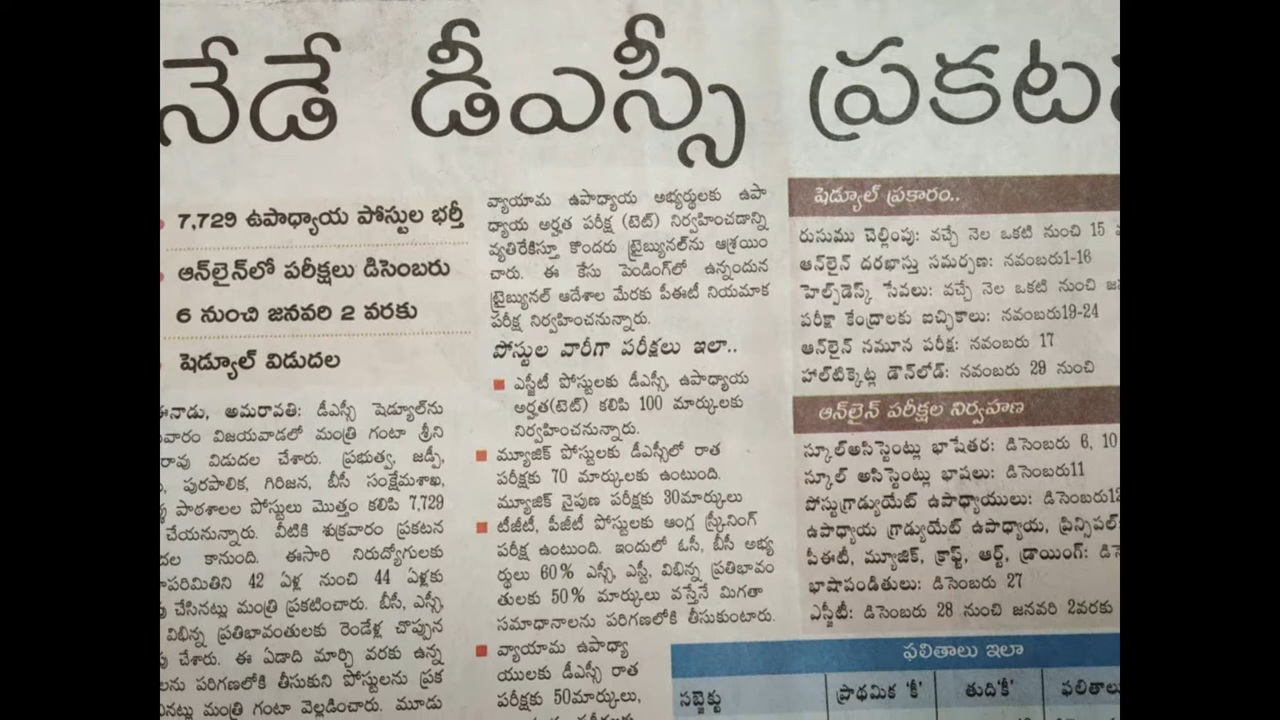 నేడే డీఎస్సీ ప్రకటన
7,729 ఉపాధ్యాయ పోస్టుల భర్తీ
ఆన్‌లైన్‌లో పరీక్షలు డిసెంబరు
6 నుంచి జనవరి 2 వరకు
షెడ్యూల్ విడుదల
ఈనాడు, అమరావతి: డీఎస్సీ షెడ్యూల్‌ను
వారం విజయవాడలో మంత్రి గంటా శ్రీని
రావు విడుదల చేశారు. ప్రభుత్వ, జడ్పీ,
పురపాలిక, గిరిజన, బీసీ సంక్షేమశాఖ,
పాఠశాలల పోస్టులు మొత్తం కలిపి 7,729
చేయనున్నారు. వీటికి శుక్రవారం ప్రకటన
దల కానుంది. ఈసారి నిరుద్యోగులకు
పరిమితిని 42 ఏళ్ల నుంచి 44 ఏళ్లకు
చేసినట్లు మంత్రి ప్రకటించారు. బీసీ, ఎస్సీ,
విభిన్న ప్రతిభావంతులకు రెండేళ్ల చొప్పున
చేశారు. ఈ ఏడాది మార్చి వరకు ఉన్న
లను పరిగణలోకి తీసుకుని పోస్టులను ప్రక
నట్లు మంత్రి గంటా వెల్లడించారు. మూడు
వ్యాయామ ఉపాధ్యాయ అభ్యర్థులకు ఉపా
ధ్యాయ అర్హత పరీక్ష (టెట్) నిర్వహించడాన్ని
వ్యతిరేకిస్తూ కొందరు ట్రైబ్యునల్‌ను ఆశ్రయిం
చారు. ఈ కేసు పెండింగ్‌లో ఉన్నందున
ట్రైబ్యునల్ ఆదేశాల మేరకు పీఈటీ నియమాక
పరీక్ష నిర్వహించనున్నారు.
పోస్టుల వారీగా పరీక్షలు ఇలా..
ఎస్జీటీ పోస్టులకు డీఎస్సీ, ఉపాధ్యాయ
అర్హత(టెట్) కలిపి 100 మార్కులకు
నిర్వహించనున్నారు.
మ్యూజిక్ పోస్టులకు డీఎస్సీలో రాత
పరీక్షకు 70 మార్కులకు ఉంటుంది.
మ్యూజిక్ నైపుణ పరీక్షకు 30మార్కులు
టీజీటీ, పీజీటీ పోస్టులకు ఆంగ్ల స్క్రీనింగ్
పరీక్ష ఉంటుంది. ఇందులో ఓసీ, బీసీ అభ్య
ర్థులు 60% ఎస్సీ, ఎస్టీ, విభిన్న ప్రతిభావం
తులకు 50% మార్కులు వస్తేనే మిగతా
సమాధానాలను పరిగణలోకి తీసుకుంటారు.
వ్యాయామ ఉపాధ్యా
యులకు డీఎస్సీ రాత
పరీక్షకు 50మార్కులు,
షెడ్యూల్ ప్రకారం..
రుసుము చెల్లింపు: వచ్చే నెల ఒకటి నుంచి 15
ఆన్‌లైన్ దరఖాస్తు సమర్పణ: నవంబరు1-16
హెల్ప్‌డెస్క్ సేవలు: వచ్చే నెల ఒకటి నుంచి
పరీక్షా కేంద్రాలకు ఐచ్ఛికాలు: నవంబరు19-24
ఆన్‌లైన్ నమూన పరీక్ష: నవంబరు 17
హాల్‌టిక్కెట్ల డౌన్‌లోడ్: నవంబరు 29 నుంచి
ఆన్‌లైన్ పరీక్షల నిర్వహణ
స్కూల్‌అసిస్టెంట్లు భాషేతర: డిసెంబరు 6, 10
స్కూల్ అసిస్టెంట్లు భాషలు: డిసెంబరు11
పోస్టుగ్రాడ్యుయేట్ ఉపాధ్యాయులు: డిసెంబరు12
ఉపాధ్యాయ గ్రాడ్యుయేట్ ఉపాధ్యాయ, ప్రిన్సిపల్:
పీఈటీ, మ్యూజిక్, క్రాఫ్ట్, ఆర్ట్, డ్రాయింగ్: డిసె
భాషాపండితులు: డిసెంబరు 27
ఎస్జీటీ: డిసెంబరు 28 నుంచి జనవరి 2వరకు
ఫలితాలు ఇలా
సబ్జెక్టు ప్రాథమిక 'కీ' తుది'కీ' ఫలితాలు